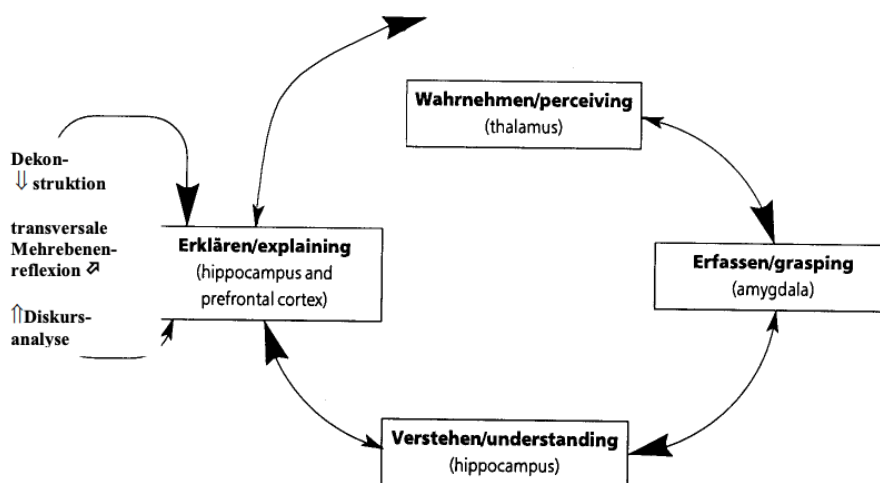 Wahrnehmen/perceiving
(thalamus)
Dekon-
⇓ struktion
transversale
Mehrebenen-
reflexion ⇗
⇑Diskurs-
analyse
Erklären/explaining
(hippocampus and
prefrontal cortex)
Erfassen/grasping
(amygdala)
Verstehen/understanding
(hippocampus)